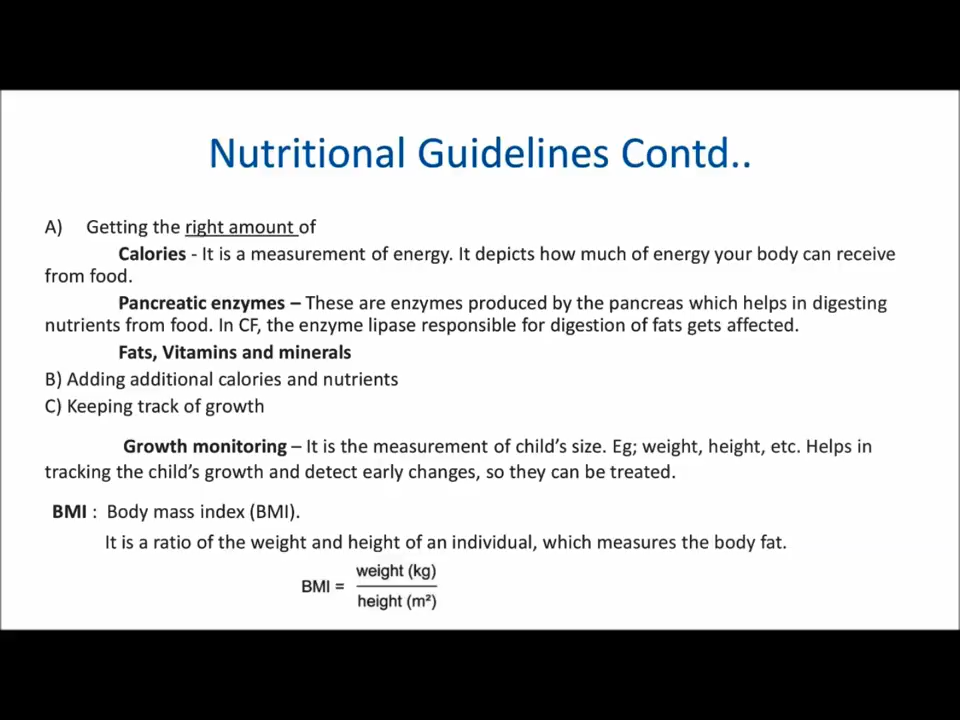 Nutritional Guidelines Contd..
A) Getting the right amount of
Calories - It is a measurement of energy. It depicts how much of energy your body can receive
from food.
Pancreatic enzymes – These are enzymes produced by the pancreas which helps in digesting
nutrients from food. In CF, the enzyme lipase responsible for digestion of fats gets affected.
Fats, Vitamins and minerals
B) Adding additional calories and nutrients
C) Keeping track of growth
Growth monitoring – It is the measurement of child’s size. Eg; weight, height, etc. Helps in
tracking the child’s growth and detect early changes, so they can be treated.
BMI : Body mass index (BMI).
It is a ratio of the weight and height of an individual, which measures the body fat.
weight (kg)
BMI =
height (m²)